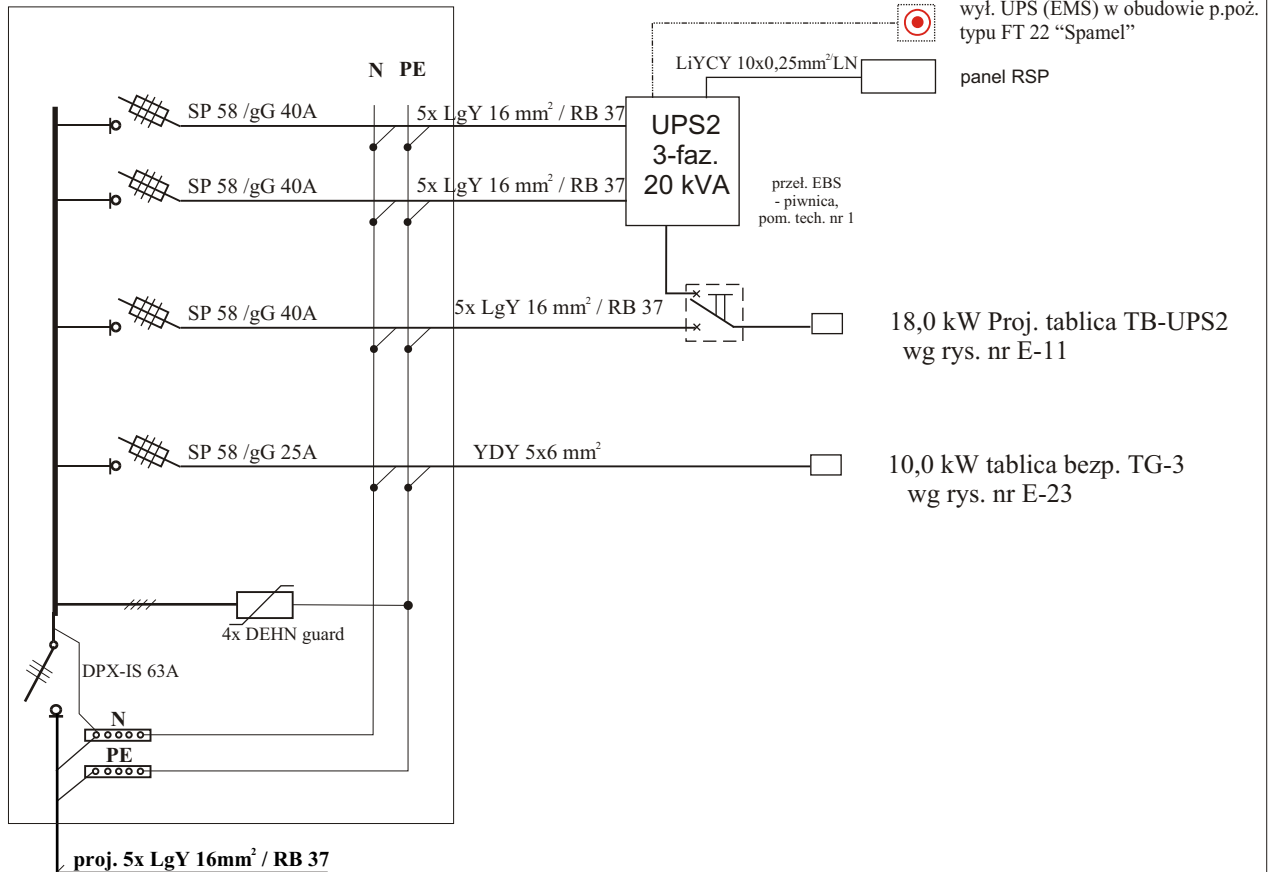 wył. UPS (EMS) w obudowie p.poż.
typu FT 22 “Spamel”
LiYCY 10x0,25mm²/LN
panel RSP
N PE
SP 58 /gG 40A
5x LgY 16 mm² / RB 37
UPS2
3-faz.
20 kVA
SP 58 /gG 40A
5x LgY 16 mm² / RB 37
przeł. EBS
- piwnica,
pom. tech. nr 1
SP 58 /gG 40A
5x LgY 16 mm² / RB 37
18,0 kW Proj. tablica TB-UPS2
wg rys. nr E-11
SP 58 /gG 25A
YDY 5x6 mm²
10,0 kW tablica bezp. TG-3
wg rys. nr E-23
4x DEHN guard
DPX-IS 63A
N
PE
proj. 5x LgY 16mm² / RB 37